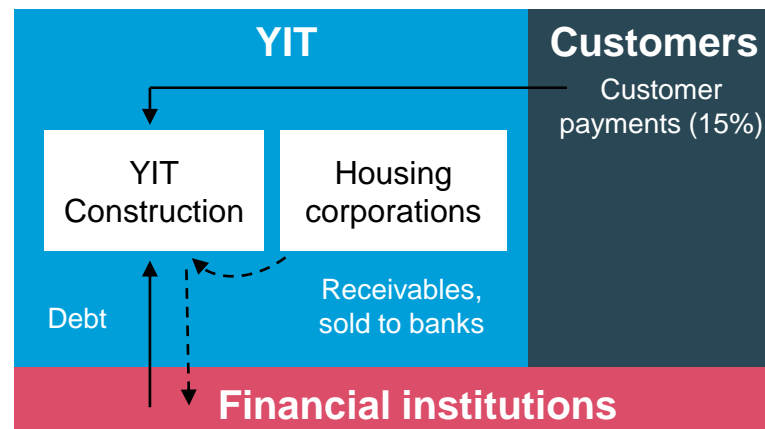 YIT
Customers
Customer
payments (15%)
YIT
Construction
Housing
corporations
Receivables,
sold to banks
Debt
Financial institutions